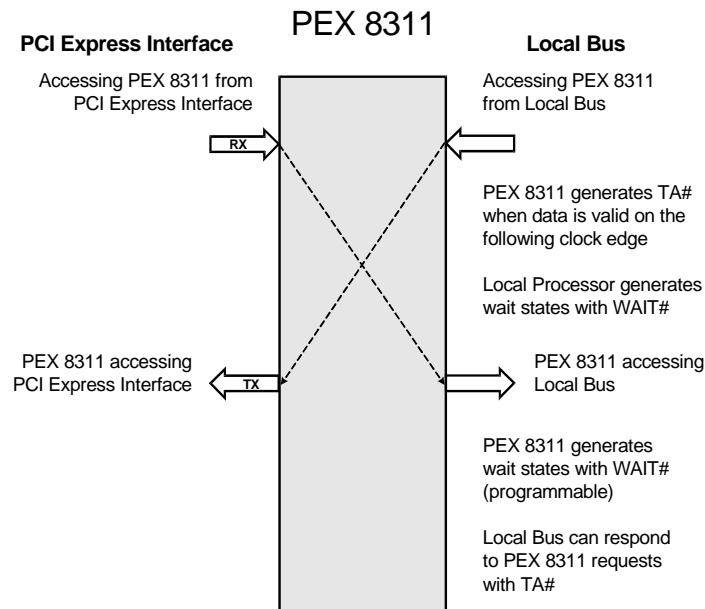 PEX 8311
PCI Express Interface
Local Bus
Accessing PEX 8311 from
PCI Express Interface
Accessing PEX 8311
from Local Bus
RX
PEX 8311 generates TA#
when data is valid on the
following clock edge
Local Processor generates
wait states with WAIT#
PEX 8311 accessing
PCI Express Interface
TX
PEX 8311 accessing
Local Bus
PEX 8311 generates
wait states with WAIT#
(programmable)
Local Bus can respond
to PEX 8311 requests
with TA#